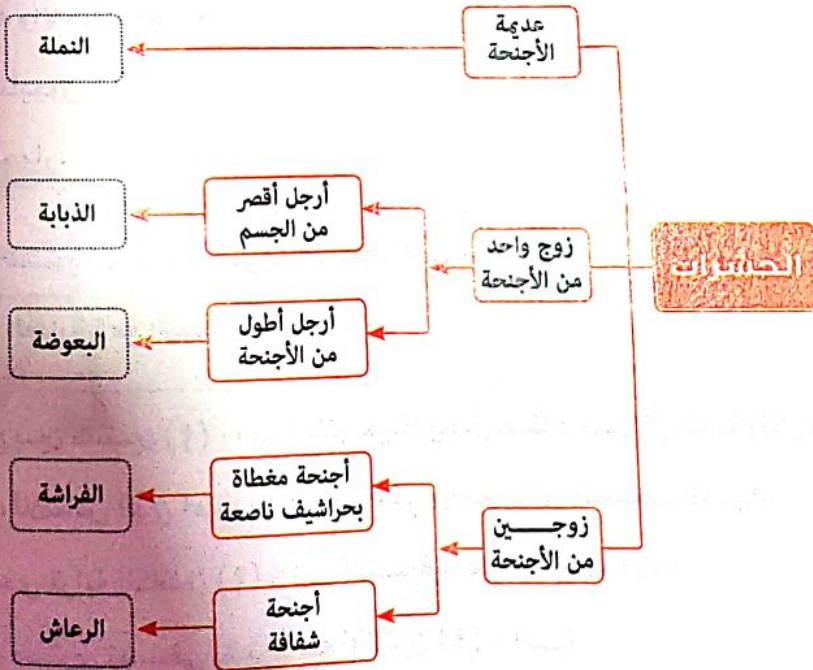 عديمة
الأجنحة
النملة
الحشرات
زوج واحد
من الأجنحة
أرجل أقصر
من الجسم
الذبابة
أرجل أطول
من الأجنحة
البعوضة
زوجــــين
من الأجنحة
أجنحة مغطاة
بحراشيف ناصعة
الفراشة
أجنحة
شفافة
الرعاش